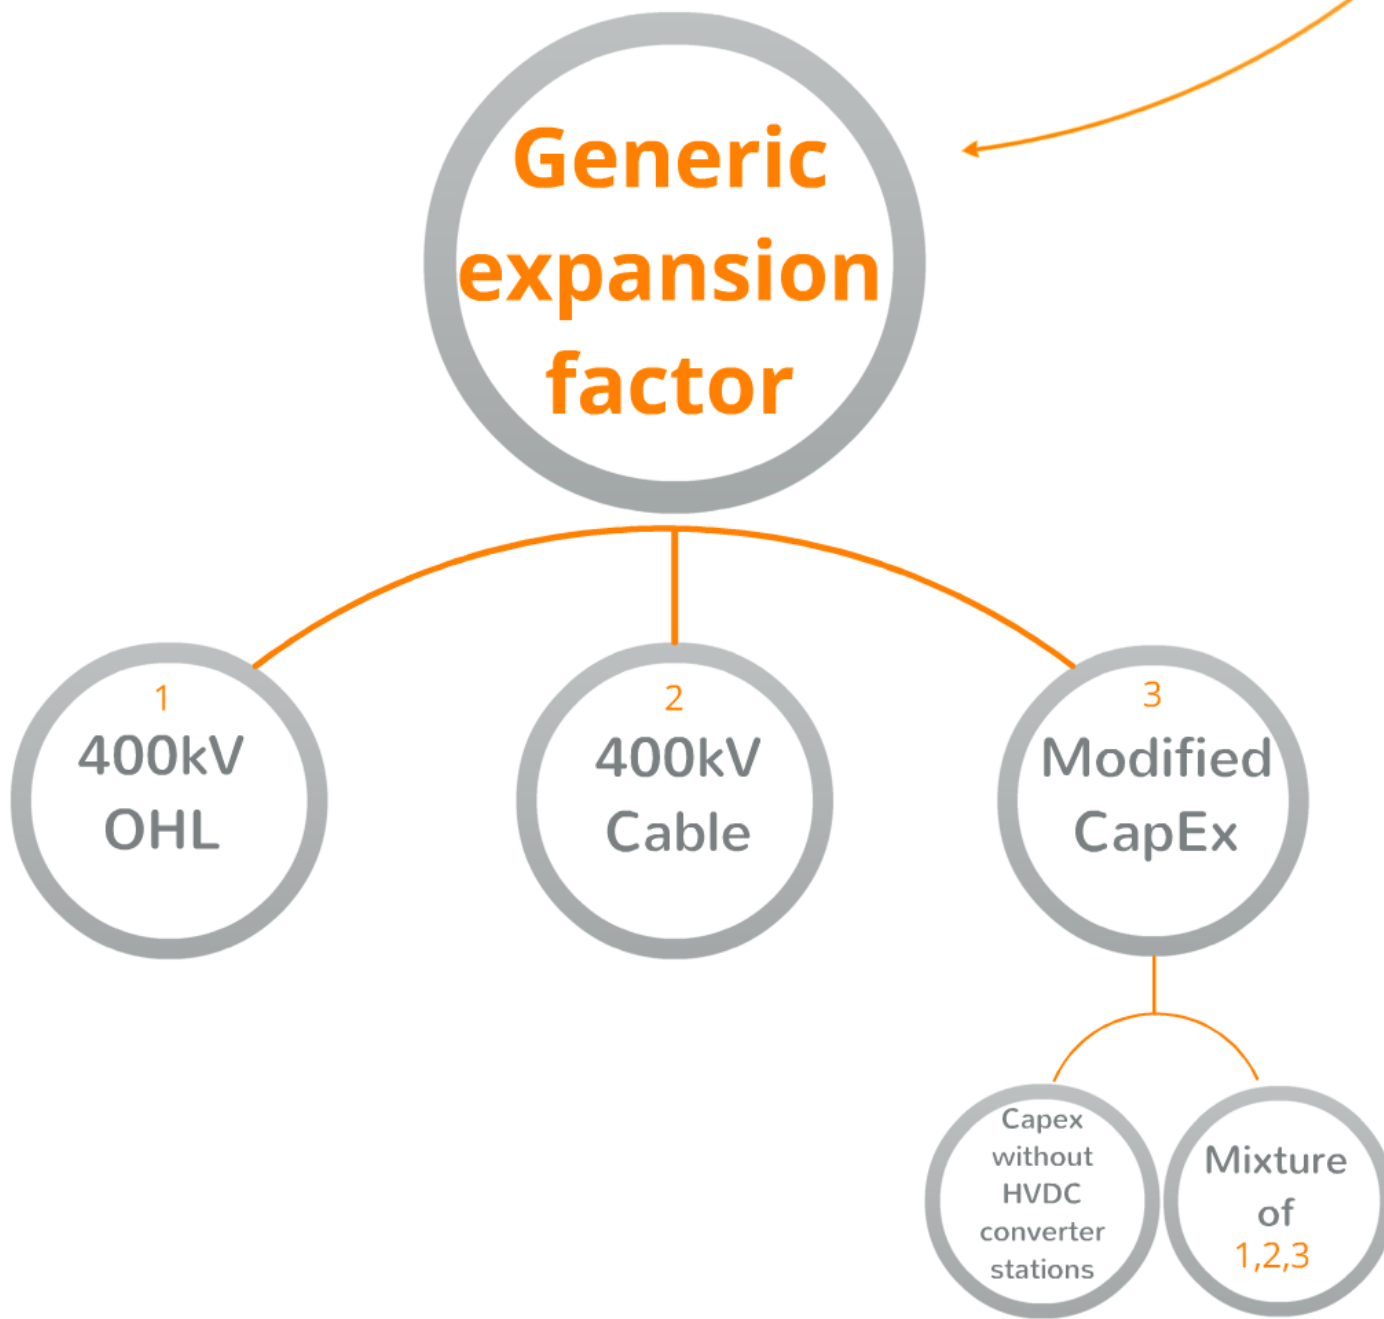 Generic
expansion
factor
1
400kV
OHL
2
400kV
Cable
3
Modified
CapEx
Capex
without
HVDC
converter
stations
Mixture
of
1,2,3